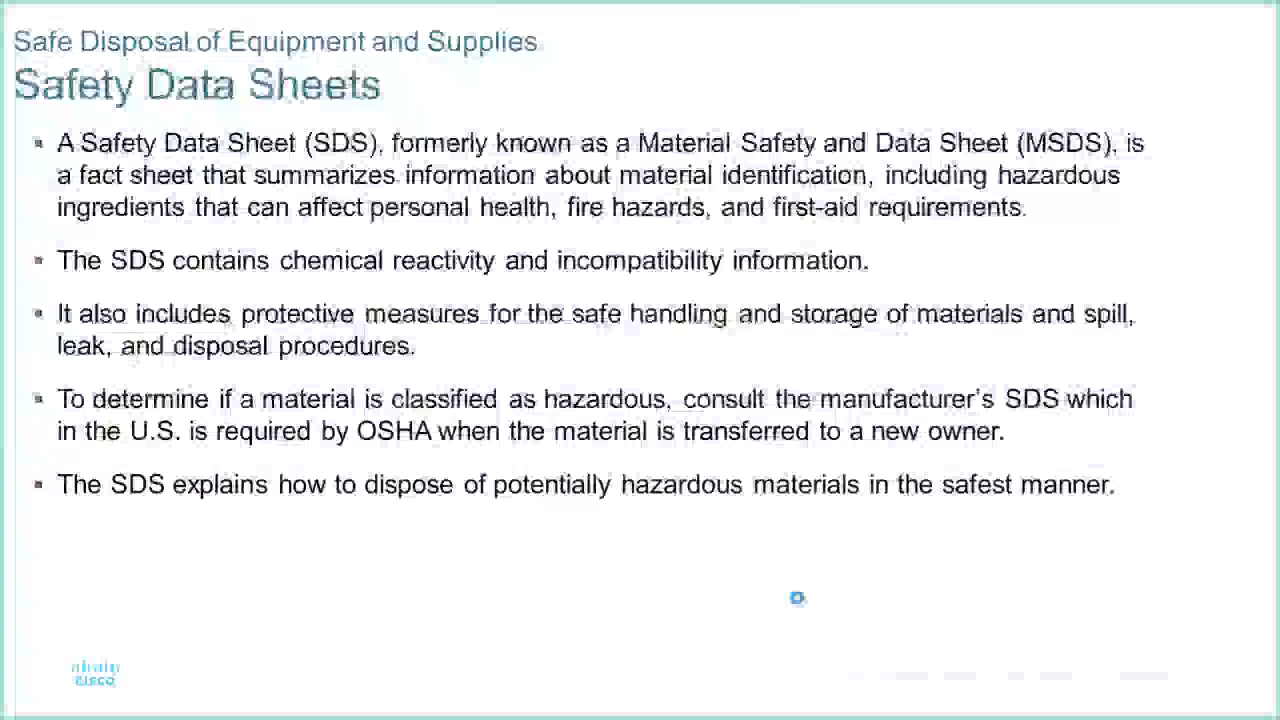 Safe Disposal of Equipment and Supplies
Safety Data Sheets
▪ A Safety Data Sheet (SDS), formerly known as a Material Safety and Data Sheet (MSDS), is
a fact sheet that summarizes information about material identification, including hazardous
ingredients that can affect personal health, fire hazards, and first-aid requirements.
▪ The SDS contains chemical reactivity and incompatibility information.
▪ It also includes protective measures for the safe handling and storage of materials and spill,
leak, and disposal procedures.
▪ To determine if a material is classified as hazardous, consult the manufacturer’s SDS which
in the U.S. is required by OSHA when the material is transferred to a new owner.
▪ The SDS explains how to dispose of potentially hazardous materials in the safest manner.
cisco